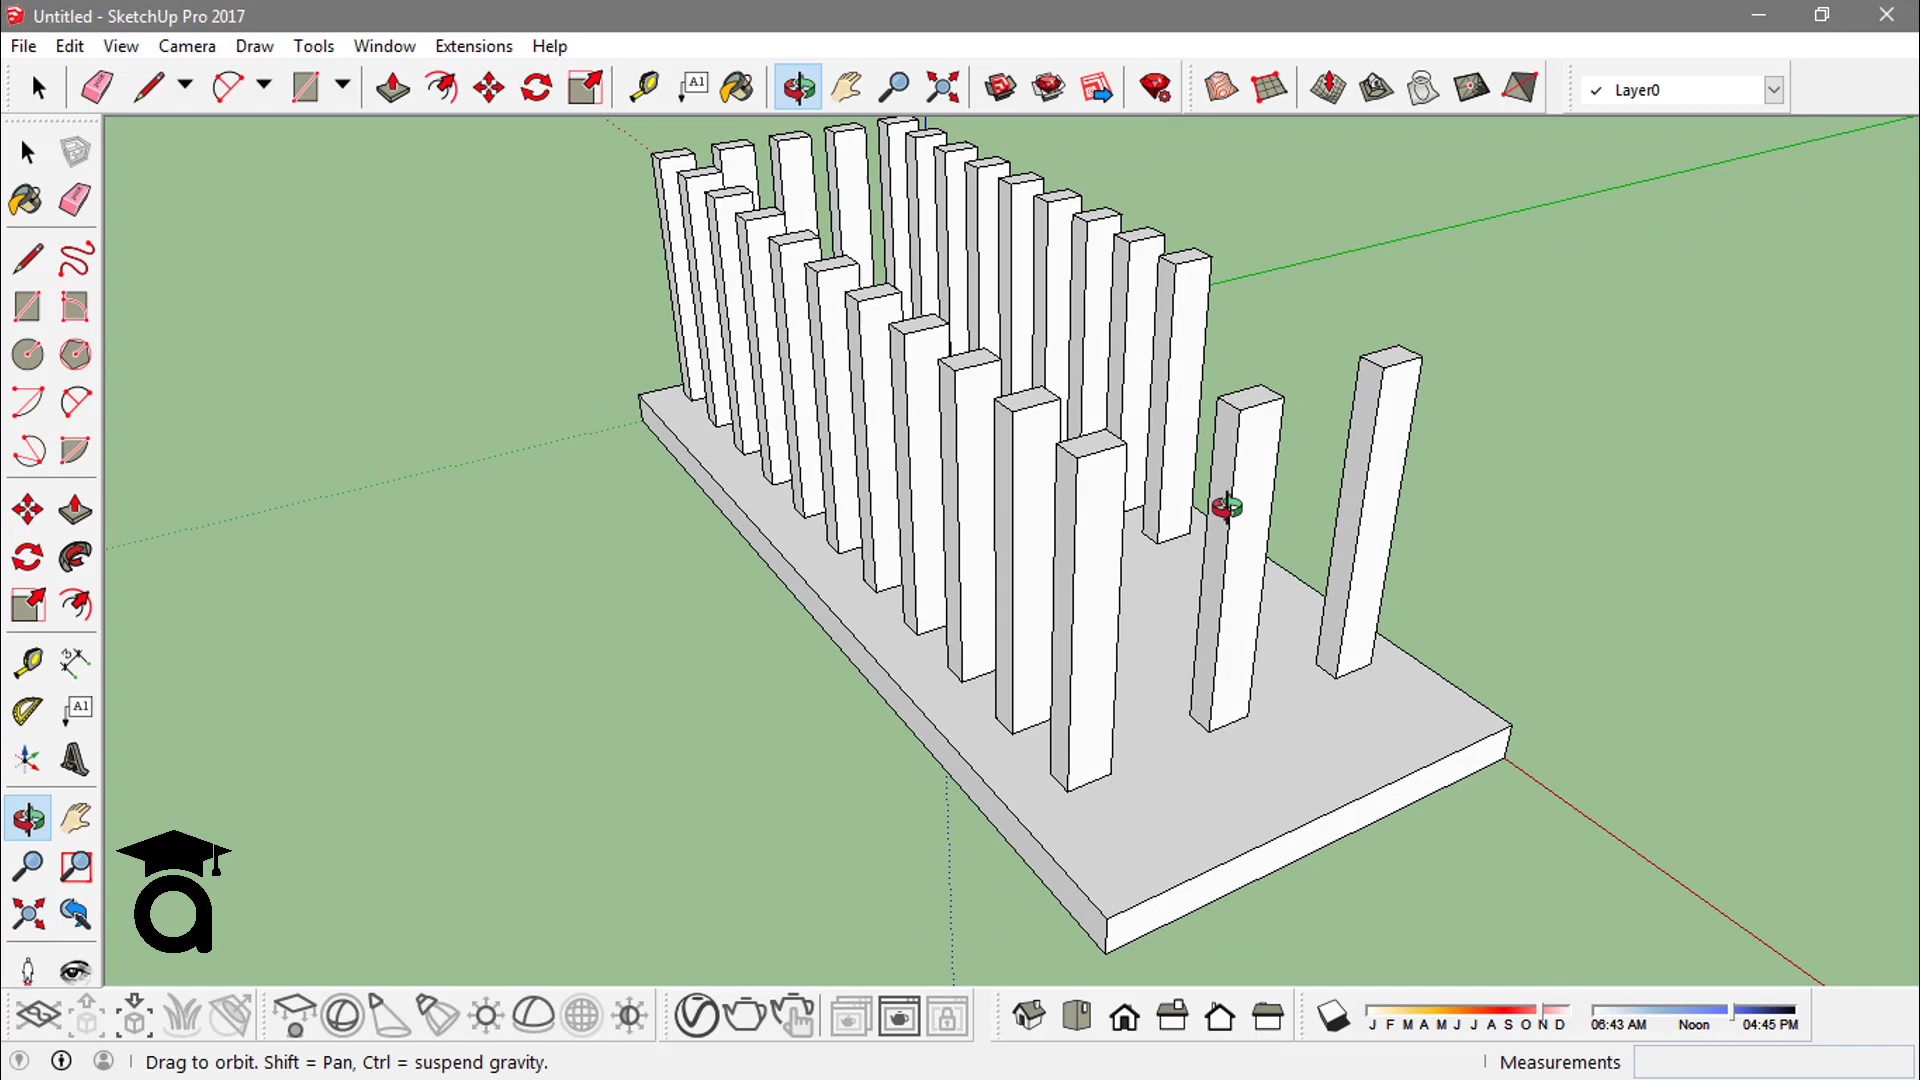 Untitled - SketchUp Pro 2017
File Edit View Camera Draw Tools Window Extensions Help
A1
Layer0
A1
J F M A M J J A S O N D
06:43 AM Noon 04:45 PM
Drag to orbit. Shift = Pan, Ctrl = suspend gravity.
Measurements